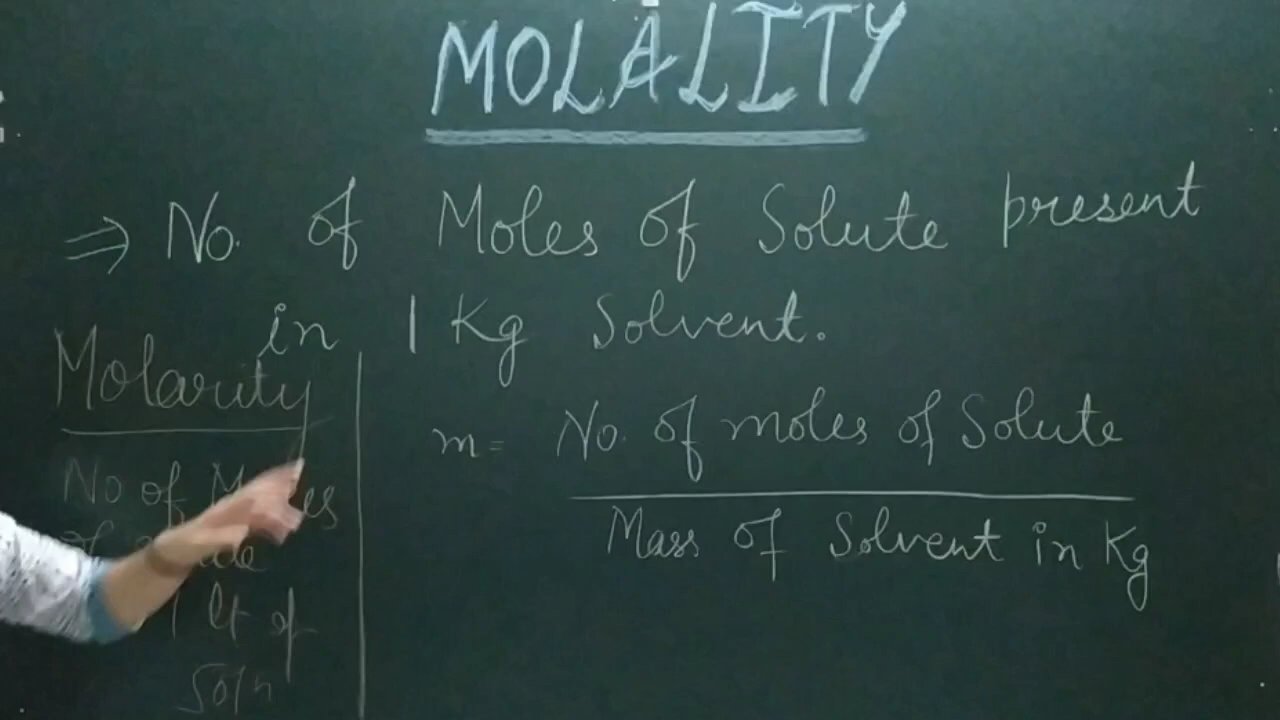 MOLALITY
⇒ No. of Moles of Solute present
in 1 Kg Solvent.
m = No. of moles of Solute
Mass of Solvent in Kg
Molarity
No of
of
1 lt of
Soln